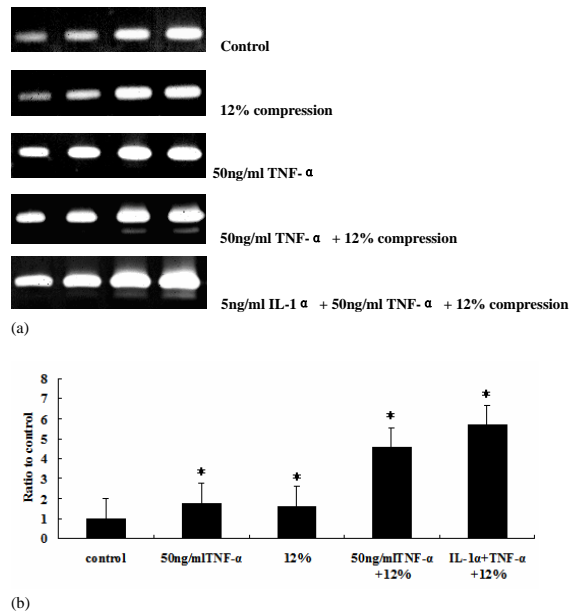 Control
12% compression
50ng/ml TNF-α
50ng/ml TNF-α + 12% compression
5ng/ml IL-1α + 50ng/ml TNF-α + 12% compression
(a)
Ratio to control
8
7
6
5
4
3
2
1
0
*
*
*
*
control
50ng/mlTNF-α
12%
50ng/mlTNF-α
+12%
IL-1α+TNF-α
+12%
(b)